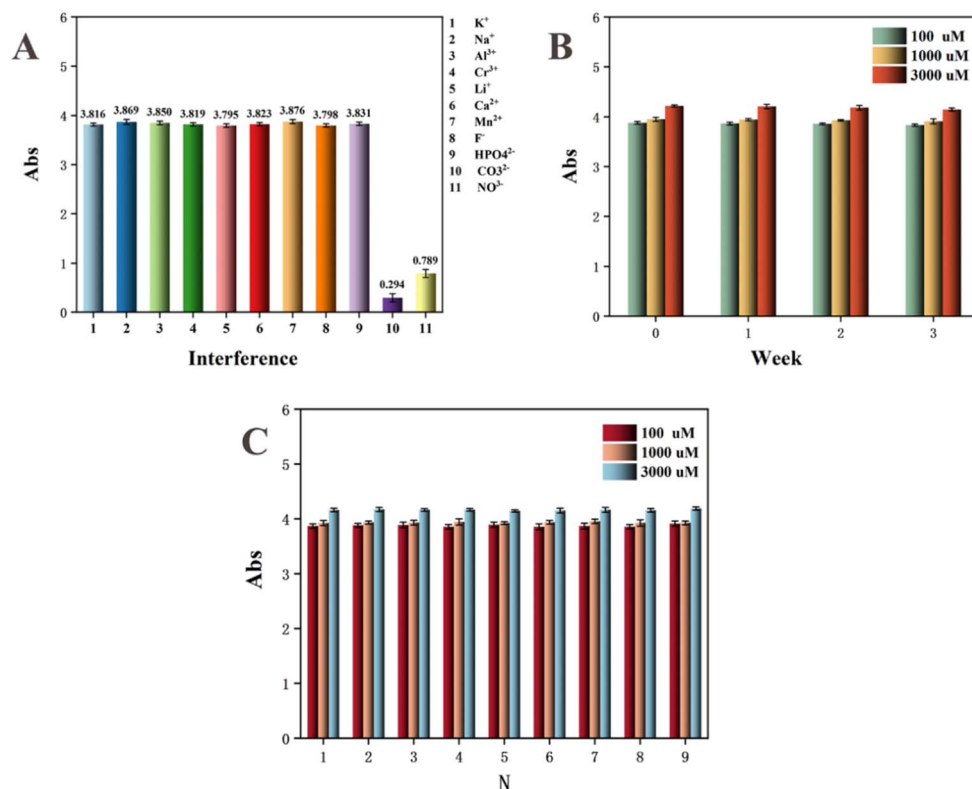 A
6
5
4
3
2
1
0
Abs
3.816
3.869
3.850
3.819
3.795
3.823
3.876
3.798
3.831
0.294
0.789
1 2 3 4 5 6 7 8 9 10 11
Interference
1 K⁺
2 Na⁺
3 Al³⁺
4 Cr³⁺
5 Li⁺
6 Ca²⁺
7 Mn²⁺
8 F⁻
9 HPO4²⁻
10 CO3²⁻
11 NO³⁻
B
6
5
4
3
2
1
0
Abs
100 uM
1000 uM
3000 uM
0 1 2 3
Week
C
6
5
4
3
2
1
0
Abs
100 uM
1000 uM
3000 uM
1 2 3 4 5 6 7 8 9
N